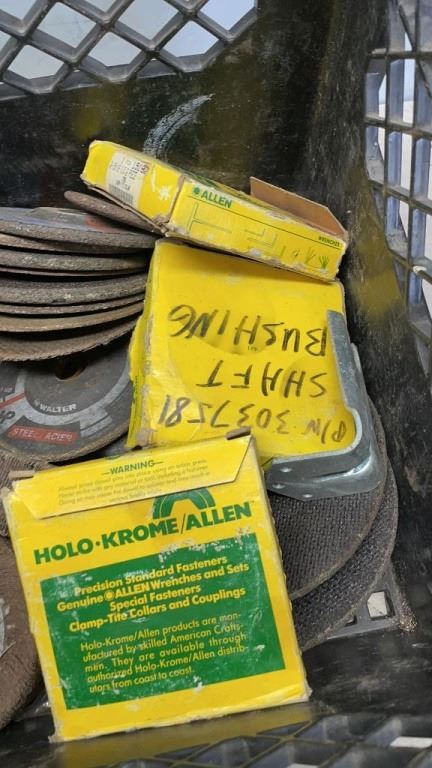 ALLEN
WRENCHES
P/N 3037581
SHAFT
BUSHING
WALTER
STEEL ACIER
WARNING
HOLO-KROME/ALLEN
Precision Standard Fasteners
Genuine ALLEN Wrenches and Sets
Special Fasteners
Clamp-Tite Collars and Couplings
Holo-Krome/Allen products are man-
ufactured by skilled American Crafts-
men. They are available through
authorized Holo-Krome/Allen distrib-
utors from coast to coast.